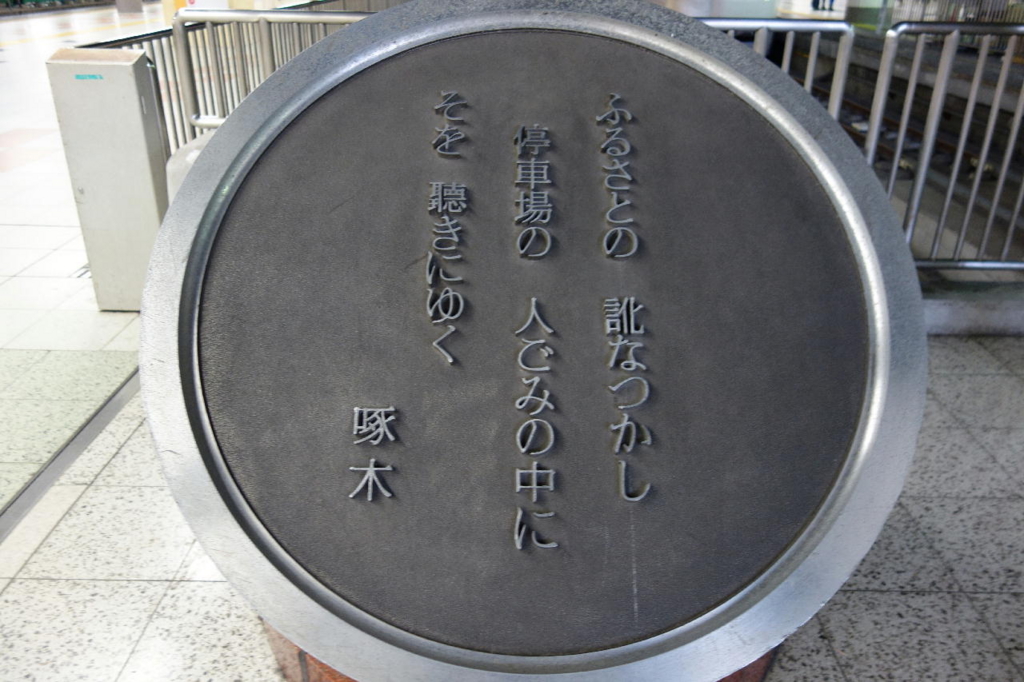 ふるさとの 訛なつかし
停車場の 人ごみの中に
そを 聴きにゆく
啄木